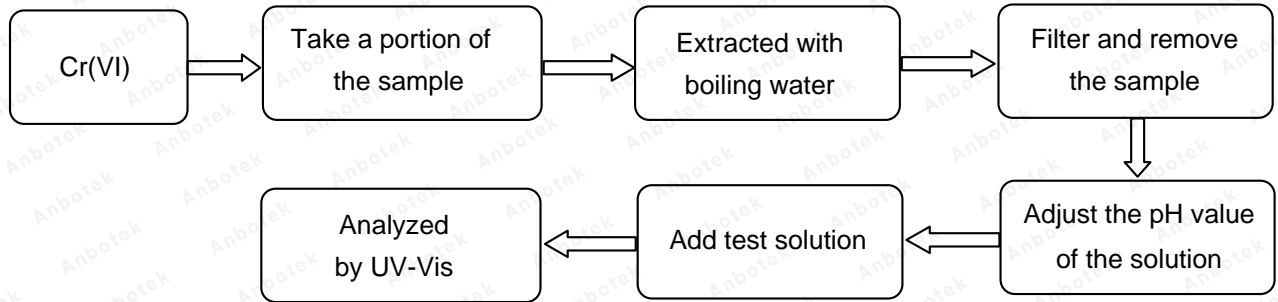 Cr(VI)
Take a portion of
the sample
Extracted with
boiling water
Filter and remove
the sample
Adjust the pH value
of the solution
Add test solution
Analyzed
by UV-Vis